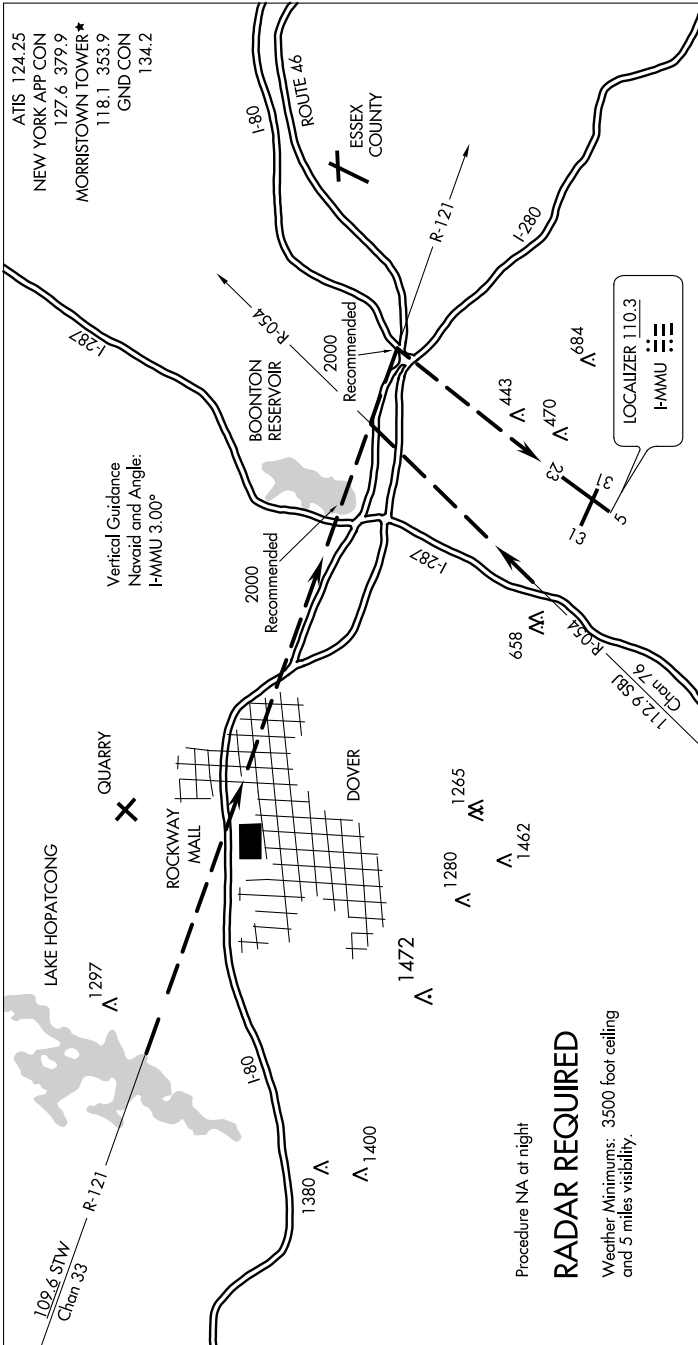 ATIS 124.25
NEW YORK APP CON
127.6 379.9
MORRISTOWN TOWER★
118.1 353.9
GND CON
134.2
I-80
ROUTE 46
ESSEX
COUNTY
R-121
I-280
I-287
R-054
2000
Recommended
BOONTON
RESERVOIR
Vertical Guidance
Navaid and Angle:
I-MMU 3.00°
2000
Recommended
443
470
684
23
31
13
5
LOCALIZER 110.3
I-MMU
I-287
658
R-054
112.9 SBJ
Chan 76
QUARRY
ROCKWAY
MALL
DOVER
LAKE HOPATCONG
1297
1265
1462
1280
1472
I-80
1380
1400
R-121
109.6 STW
Chan 33
Procedure NA at night
RADAR REQUIRED
Weather Minimums: 3500 foot ceiling
and 5 miles visibility.